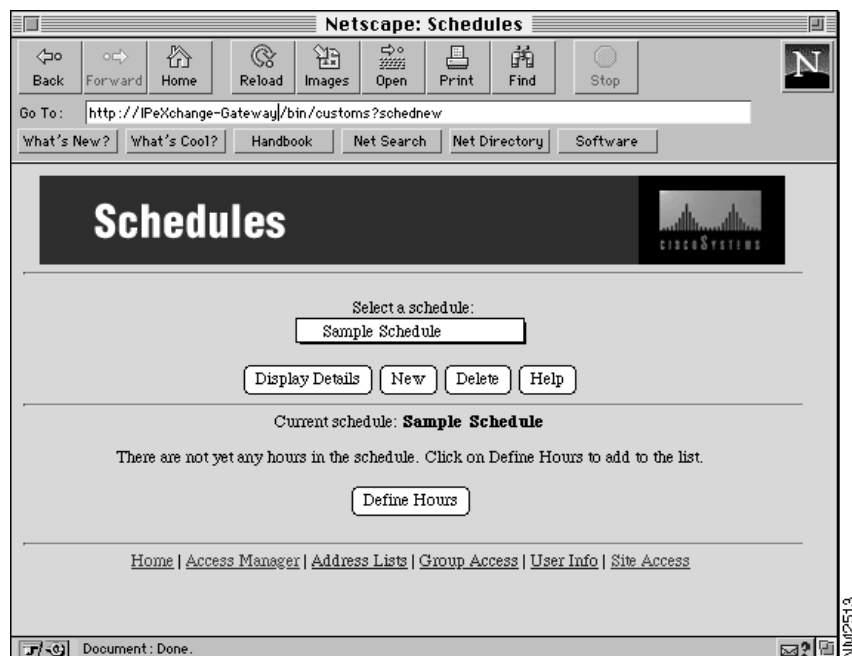 Netscape: Schedules
Back Forward Home Reload Images Open Print Find Stop
N
Go To: http://IPeXchange-Gateway/bin/customs?schednew
What's New? What's Cool? Handbook Net Search Net Directory Software
Schedules
CISCO SYSTEMS
Select a schedule:
Sample Schedule
Display Details New Delete Help
Current schedule: Sample Schedule
There are not yet any hours in the schedule. Click on Define Hours to add to the list.
Define Hours
Home | Access Manager | Address Lists | Group Access | User Info | Site Access
Document: Done.
?
NM2513